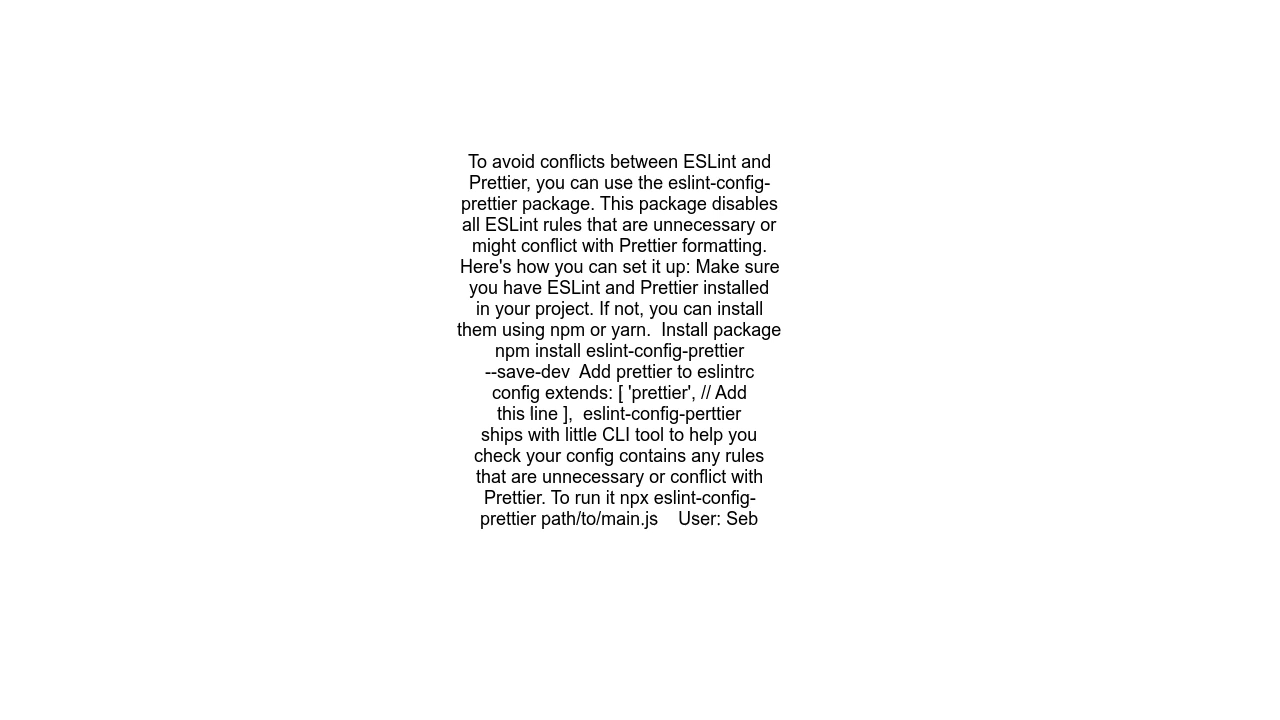 To avoid conflicts between ESLint and
Prettier, you can use the eslint-config-
prettier package. This package disables
all ESLint rules that are unnecessary or
might conflict with Prettier formatting.
Here's how you can set it up: Make sure
you have ESLint and Prettier installed
in your project. If not, you can install
them using npm or yarn.  Install package
npm install eslint-config-prettier
--save-dev  Add prettier to eslintrc
config extends: [ 'prettier', // Add
this line ],  eslint-config-perttier
ships with little CLI tool to help you
check your config contains any rules
that are unnecessary or conflict with
Prettier. To run it npx eslint-config-
prettier path/to/main.js    User: Seb